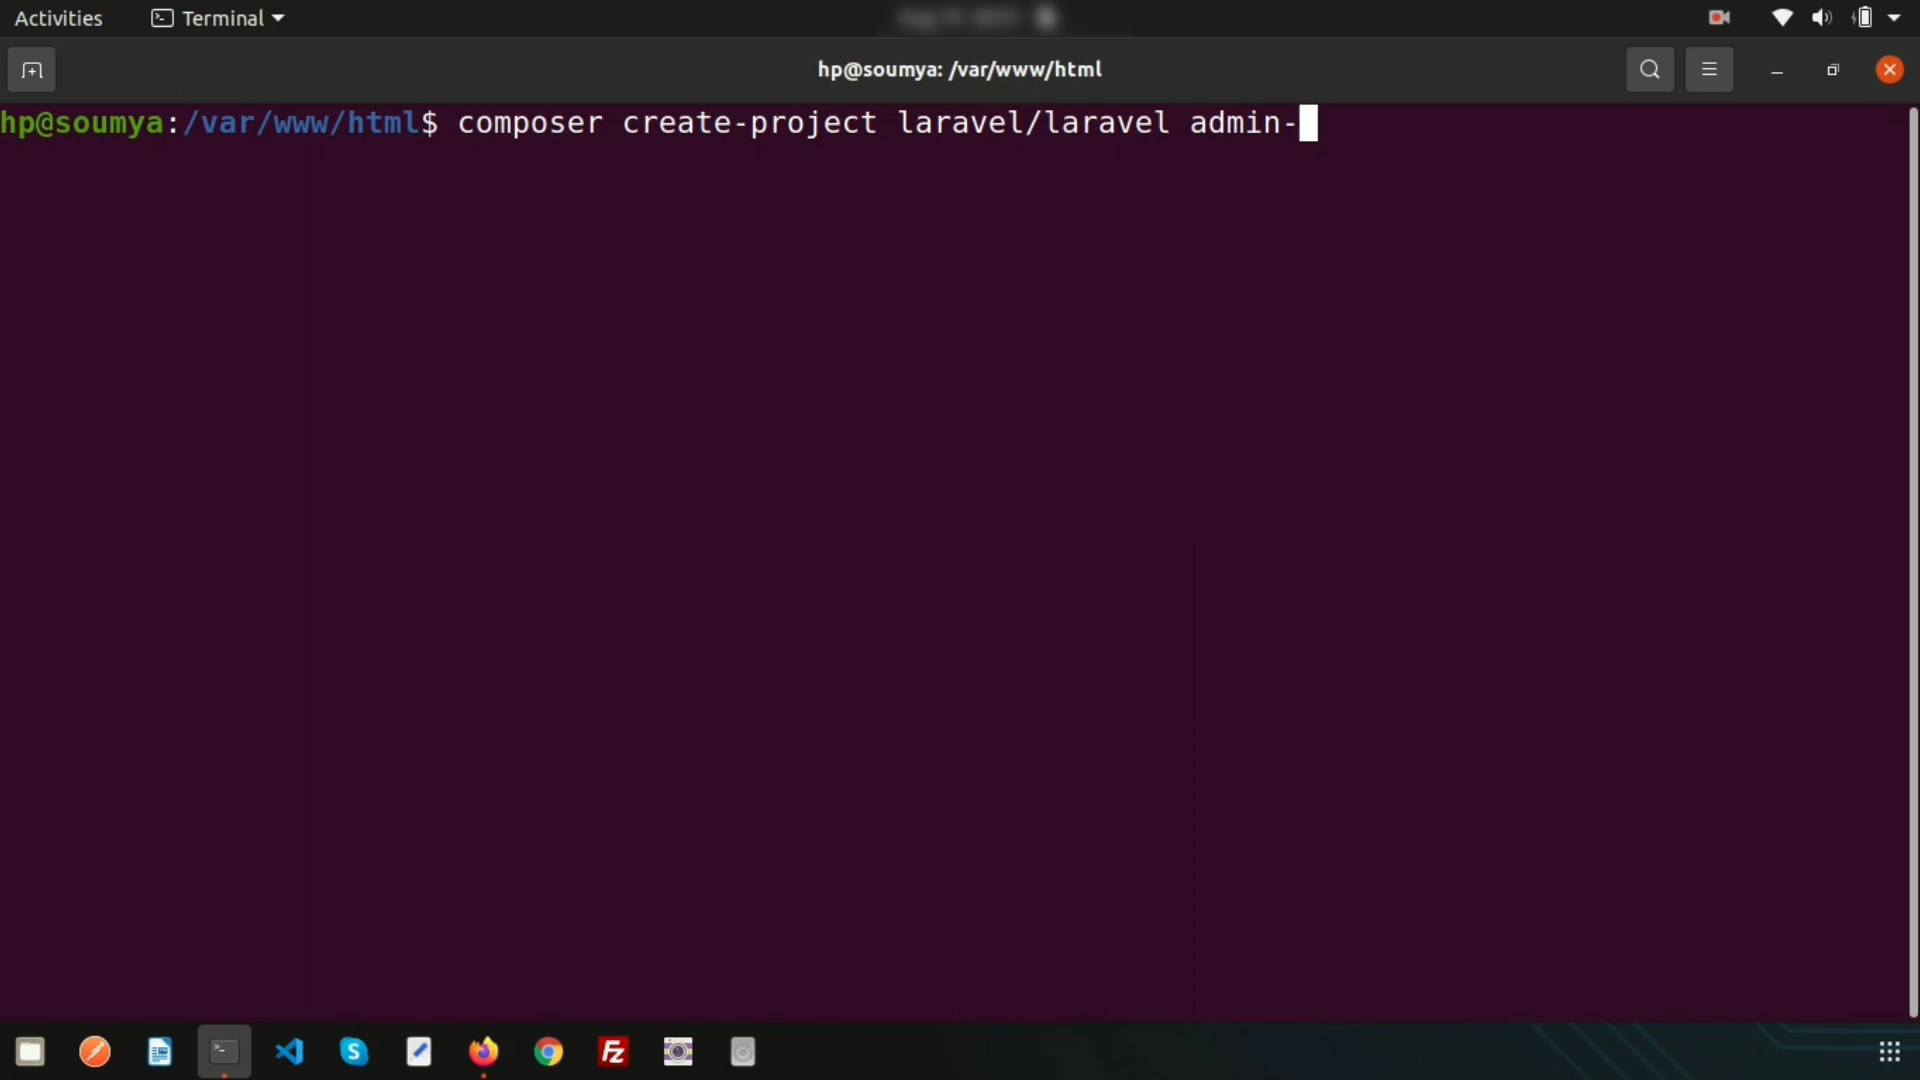 Activities Terminal
hp@soumya: /var/www/html
hp@soumya:/var/www/html$ composer create-project laravel/laravel admin-